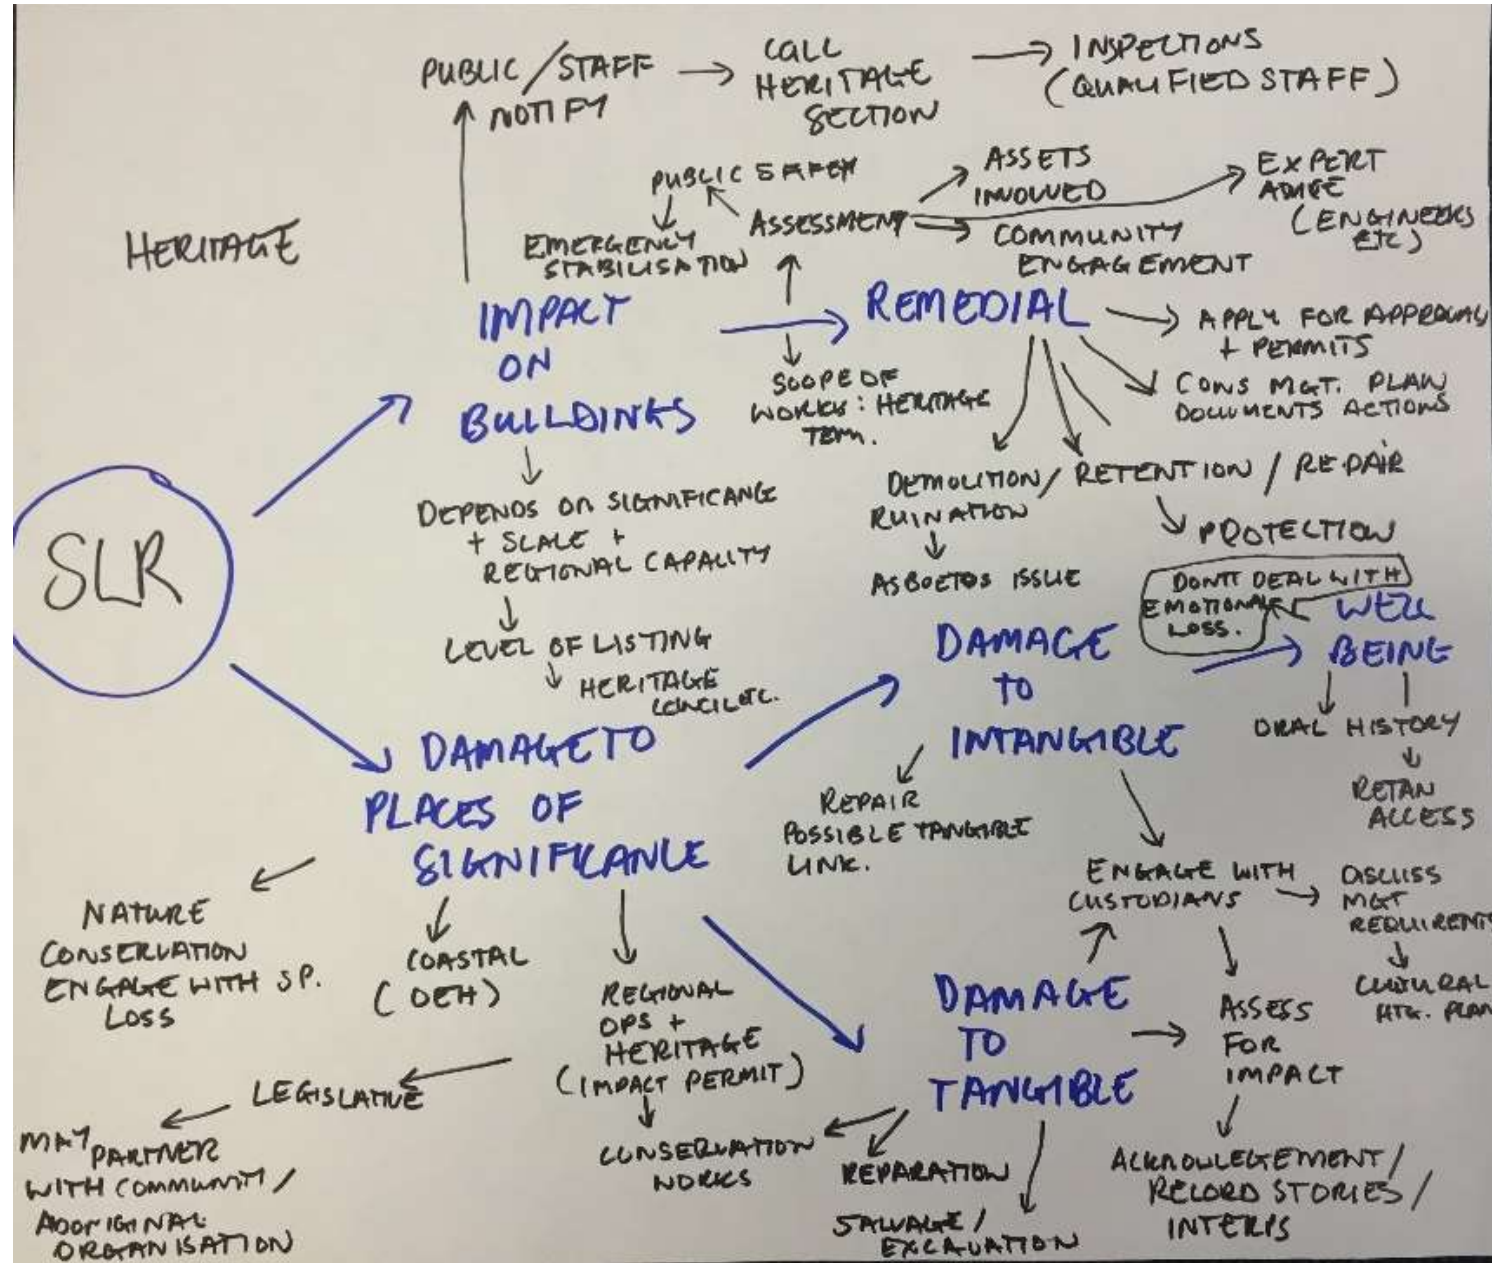 PUBLIC / STAFF
NOTIFY
CALL
HERITAGE
SECTION
INSPECTIONS
(QUALIFIED STAFF)
HERITAGE
PUBLIC SAFETY
EMERGENCY
STABILISATION
ASSESSMENT
ASSETS
INVOLVED
COMMUNITY
ENGAGEMENT
EXPERT
ADVICE
(ENGINEERS
ETC)
IMPACT
ON
BUILDINGS
REMEDIAL
APPLY FOR APPROVAL
+ PERMITS
CONS MGT. PLAN
DOCUMENTS ACTIONS
SCOPE OF
WORKS: HERITAGE
TEAM.
DEMOLITION / RETENTION / REPAIR
RUINATION
PROTECTION
ASBOETOS ISSUE
SLR
DEPENDS ON SIGNIFICANCE
+ SCALE +
REGIONAL CAPACITY
LEVEL OF LISTING
HERITAGE
COUNCIL ETC.
DONT DEAL WITH
EMOTIONAL
LOSS.
WELL
BEING
ORAL HISTORY
RETAN
ACCESS
DAMAGE
TO
INTANGIBLE
REPAIR
POSSIBLE TANGIBLE
LINK.
ENGAGE WITH
CUSTODIANS
DISCUSS
MGT
REQUIREMENTS
CULTURAL
HTG. PLAN
DAMAGE TO
PLACES OF
SIGNIFICANCE
NATURE
CONSERVATION
ENGAGE WITH SP.
LOSS
COASTAL
(OEH)
REGIONAL
OPS +
HERITAGE
(IMPACT PERMIT)
LEGISLATIVE
MAY PARTNER
WITH COMMUNITY /
ABORIGINAL
ORGANISATION
CONSERVATION
WORKS
DAMAGE
TO
TANGIBLE
REPARATION
SALVAGE /
EXCAVATION
ASSESS
FOR
IMPACT
ACKNOWLEGEMENT /
RECORD STORIES /
INTERPS